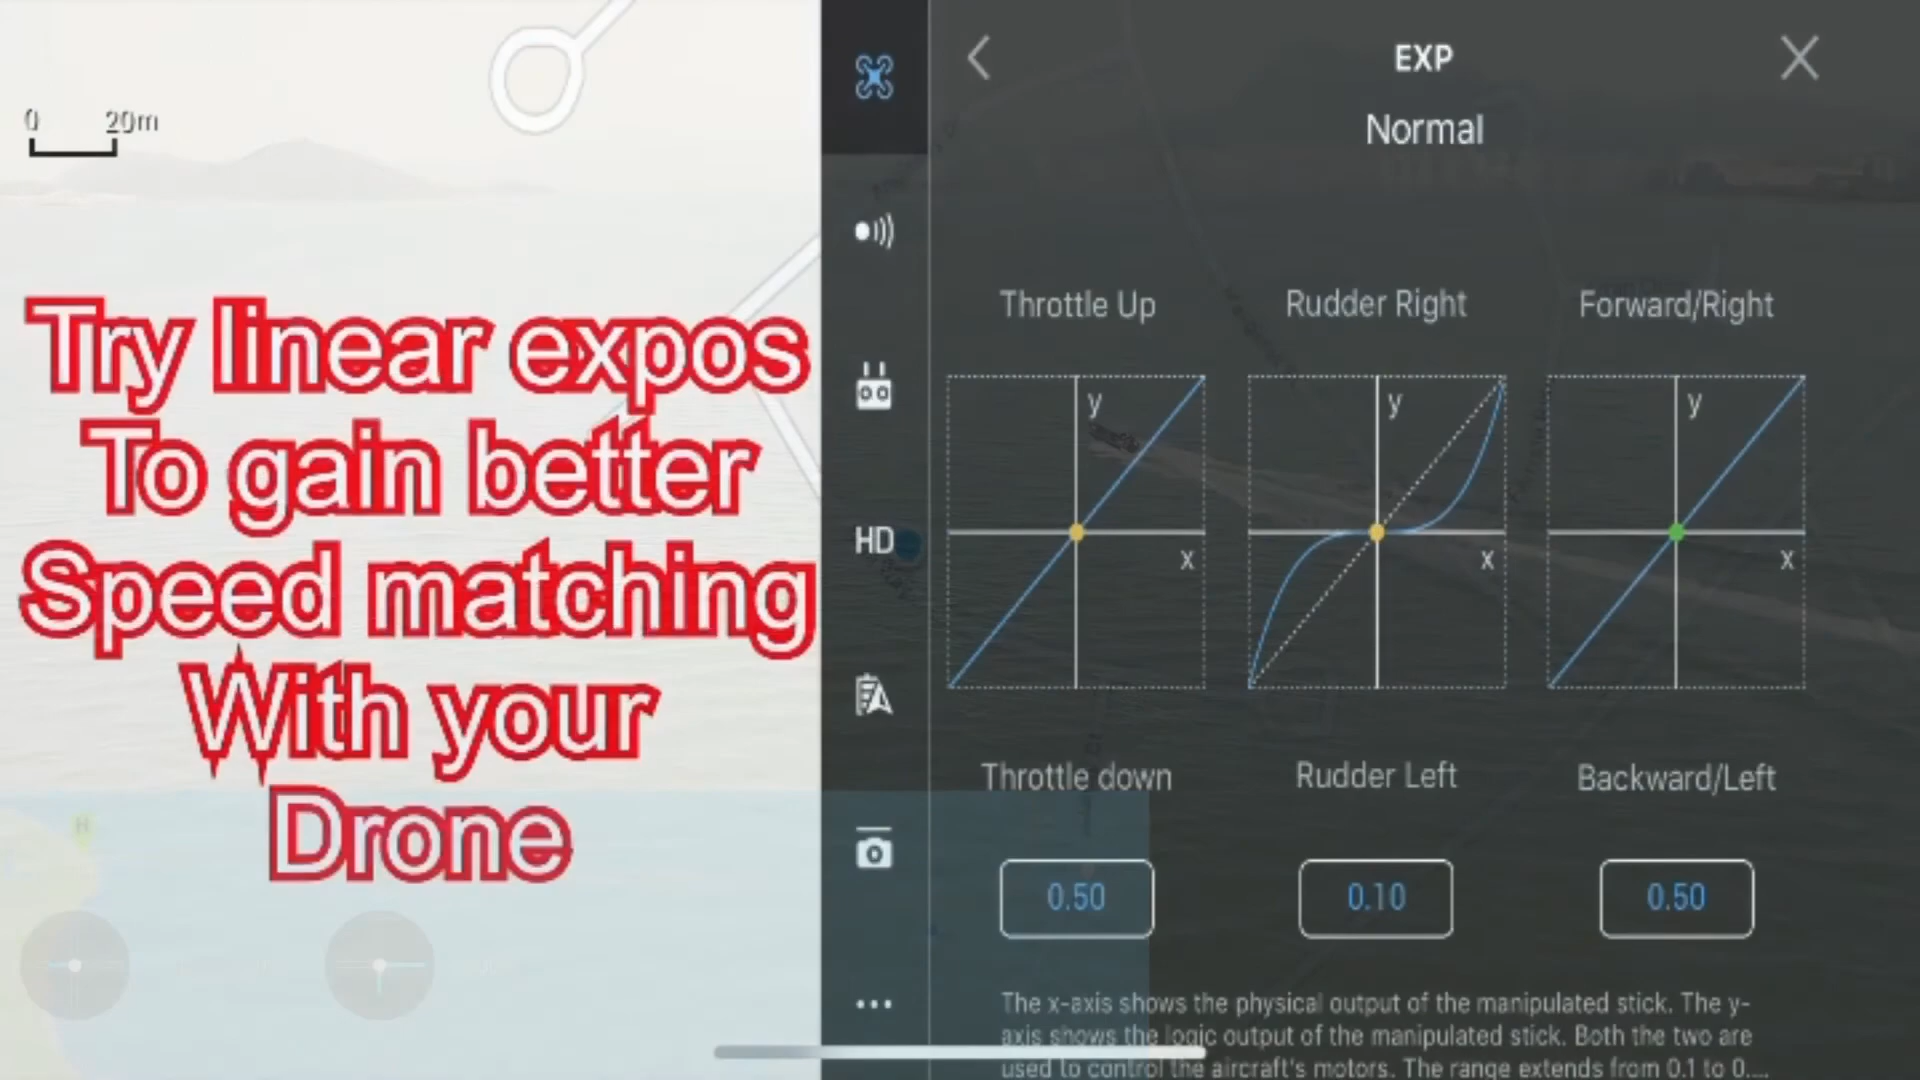 0 20m
Try linear expos
To gain better
Speed matching
With your
Drone
HD
EXP
Normal
Throttle Up Rudder Right Forward/Right
y y y
x x x
Throttle down Rudder Left Backward/Left
0.50 0.10 0.50
The x-axis shows the physical output of the manipulated stick. The y-
axis shows the logic output of the manipulated stick. Both the two are
used to control the aircraft's motors. The range extends from 0.1 to 0....